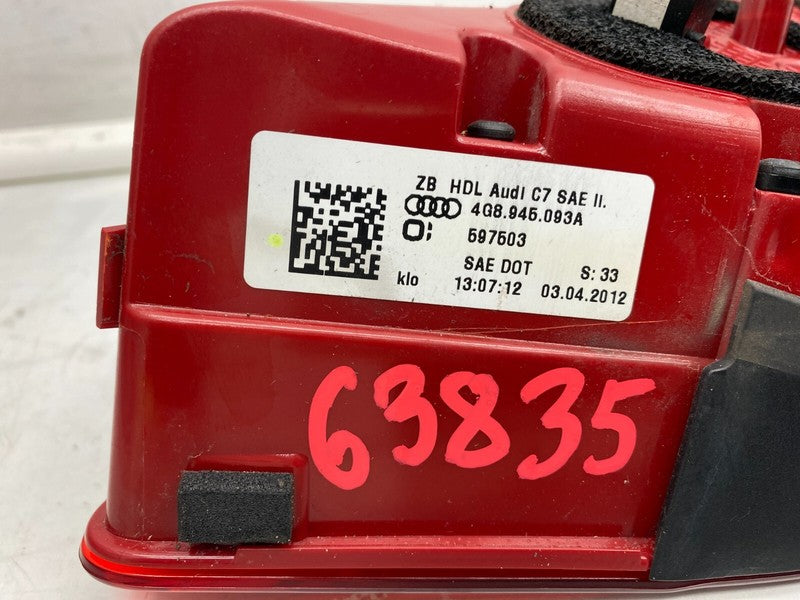 ZB HDL Audi C7 SAE II.
4G8.945.093A
597503
SAE DOT S: 33
klo 13:07:12 03.04.2012
63835